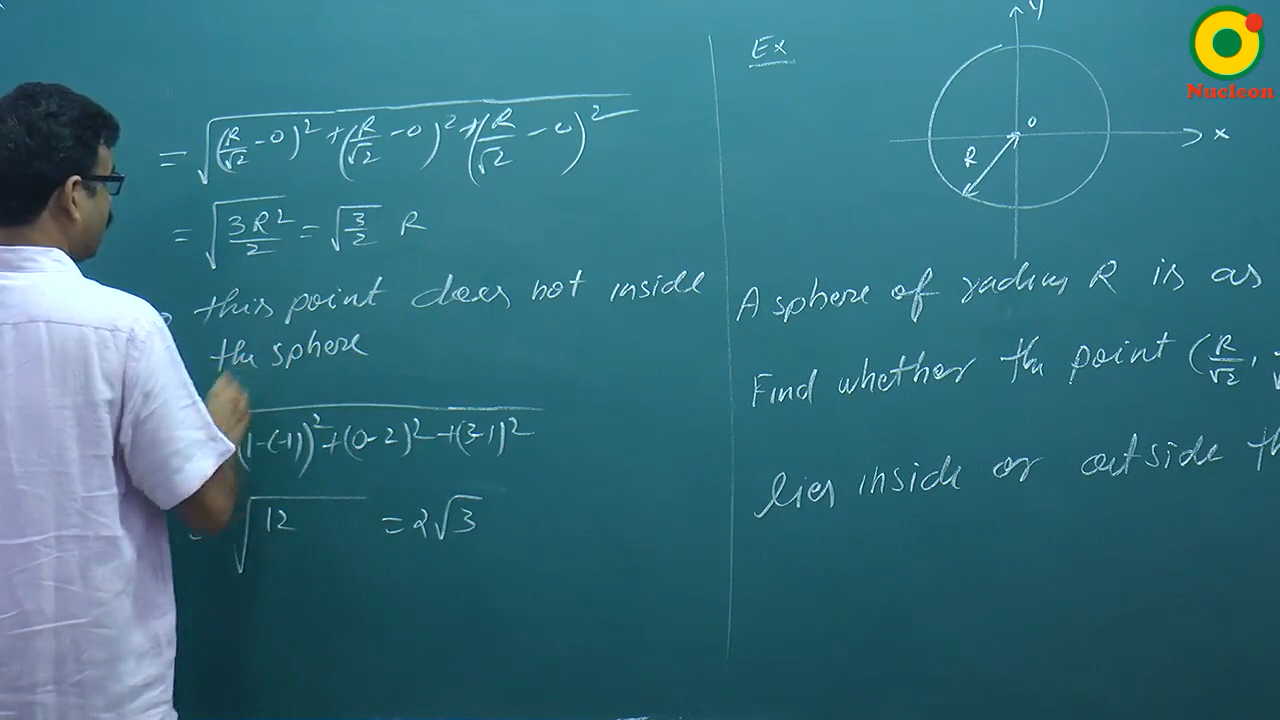 = √((R/√2 - 0)² + (R/√2 - 0)² + (R/√2 - 0)²)
= √(3R²/2) = √(3/2) R
this point does not inside
the sphere
(1-(-1))² + (0-2)² + (3-1)²
√12 = 2√3
Ex
y
o
x
R
A sphere of radius R is as
Find whether the point (R/√2,
lies inside or outside th
Nucleon